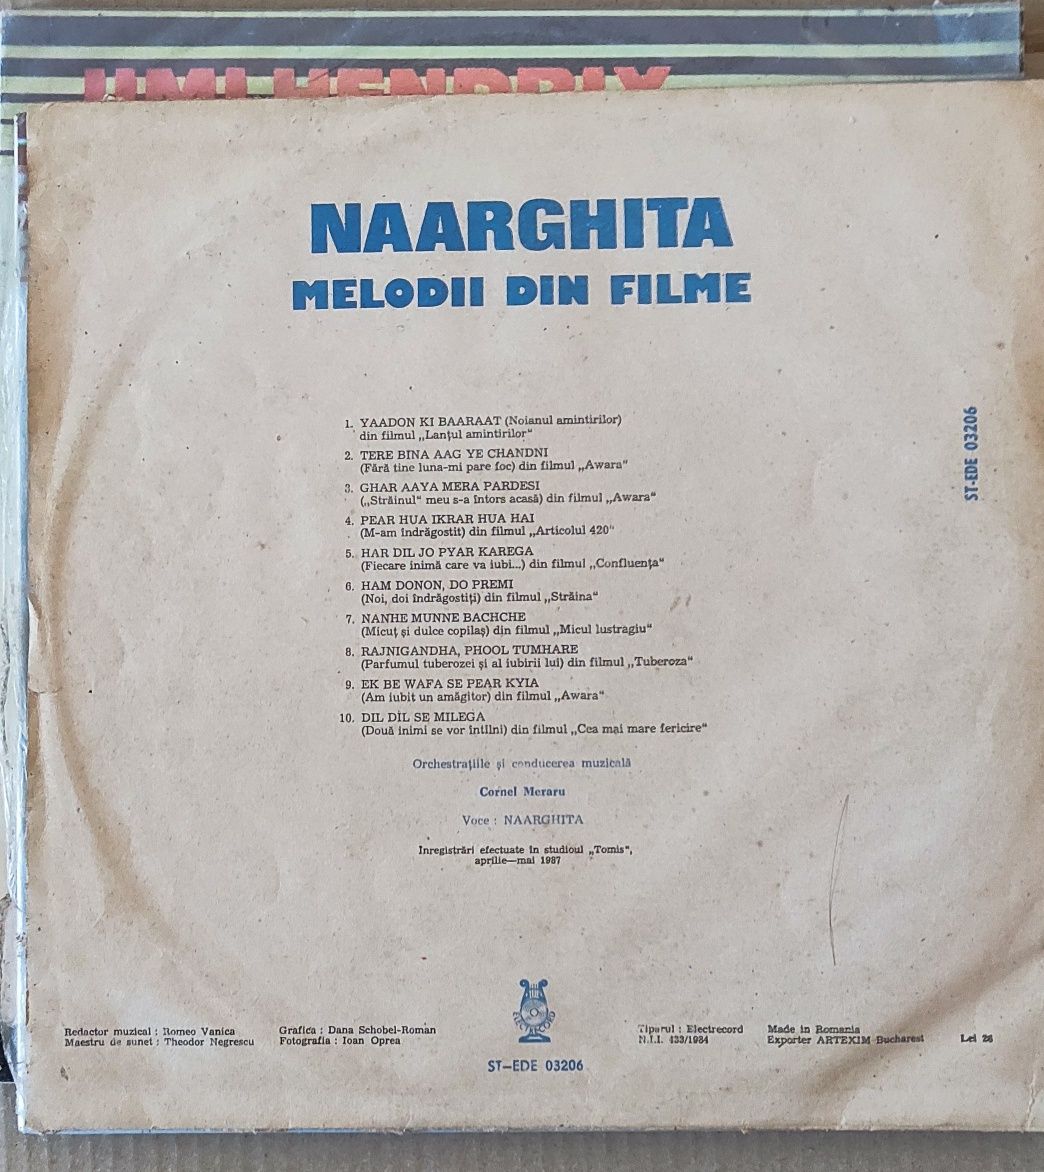 JIMI HENDRIX
NAARGHITA
MELODII DIN FILME
1. YAADON KI BAARAAT (Noianul amintirilor)
din filmul „Lanțul amintirilor“
2. TERE BINA AAG YE CHANDNI
(Fără tine luna-mi pare foc) din filmul „Awara“
3. GHAR AAYA MERA PARDESI
(„Străinul“ meu s-a întors acasă) din filmul „Awara“
4. PEAR HUA IKRAR HUA HAI
(M-am îndrăgostit) din filmul „Articolul 420“
5. HAR DIL JO PYAR KAREGA
(Fiecare inimă care va iubi...) din filmul „Confluența“
6. HAM DONON, DO PREMI
(Noi, doi îndrăgostiți) din filmul „Străina“
7. NANHE MUNNE BACHCHE
(Micuț și dulce copilaș) din filmul „Micul lustragiu“
8. RAJNIGANDHA, PHOOL TUMHARE
(Parfumul tuberozei și al iubirii lui) din filmul „Tuberoza“
9. EK BE WAFA SE PEAR KYIA
(Am iubit un amăgitor) din filmul „Awara“
10. DIL DIL SE MILEGA
(Două inimi se vor întîlni) din filmul „Cea mai mare fericire“
Orchestrațiile și conducerea muzicală
Cornel Meraru
Voce : NAARGHITA
Inregistrări efectuate în studioul „Tomis“,
aprilie—mai 1987
ST-EDE 03206
ELECTRECORD
Redactor muzical : Romeo Vanica
Maestru de sunet : Theodor Negrescu
Grafica : Dana Schobel-Roman
Fotografia : Ioan Oprea
Tiparul : Electrecord
N.I.I. 433/1984
Made in Romania
Exporter ARTEXIM Bucharest
Lei 26
ST—EDE 03206